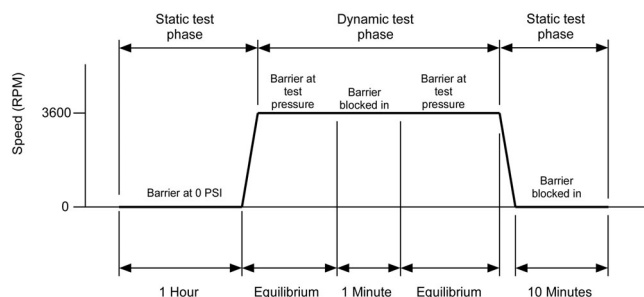 Static test
phase
Dynamic test
phase
Static test
phase
Speed (RPM)
3600
0
Barrier at
test
pressure
Barrier
blocked in
Barrier at
test
pressure
Barrier at 0 PSI
Barrier
blocked in
1 Hour
Equilibrium
1 Minute
Equilibrium
10 Minutes